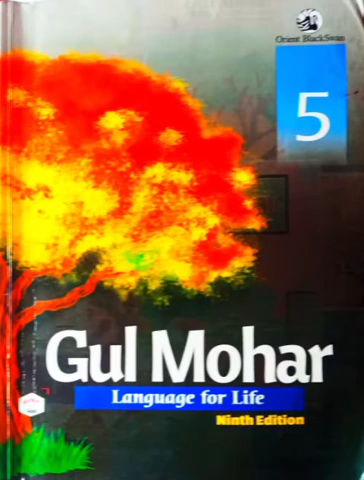 Orient BlackSwan
5
Gul Mohar
Language for Life
Ninth Edition